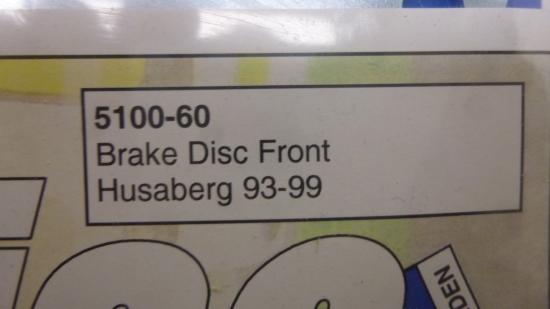 5100-60
Brake Disc Front
Husaberg 93-99